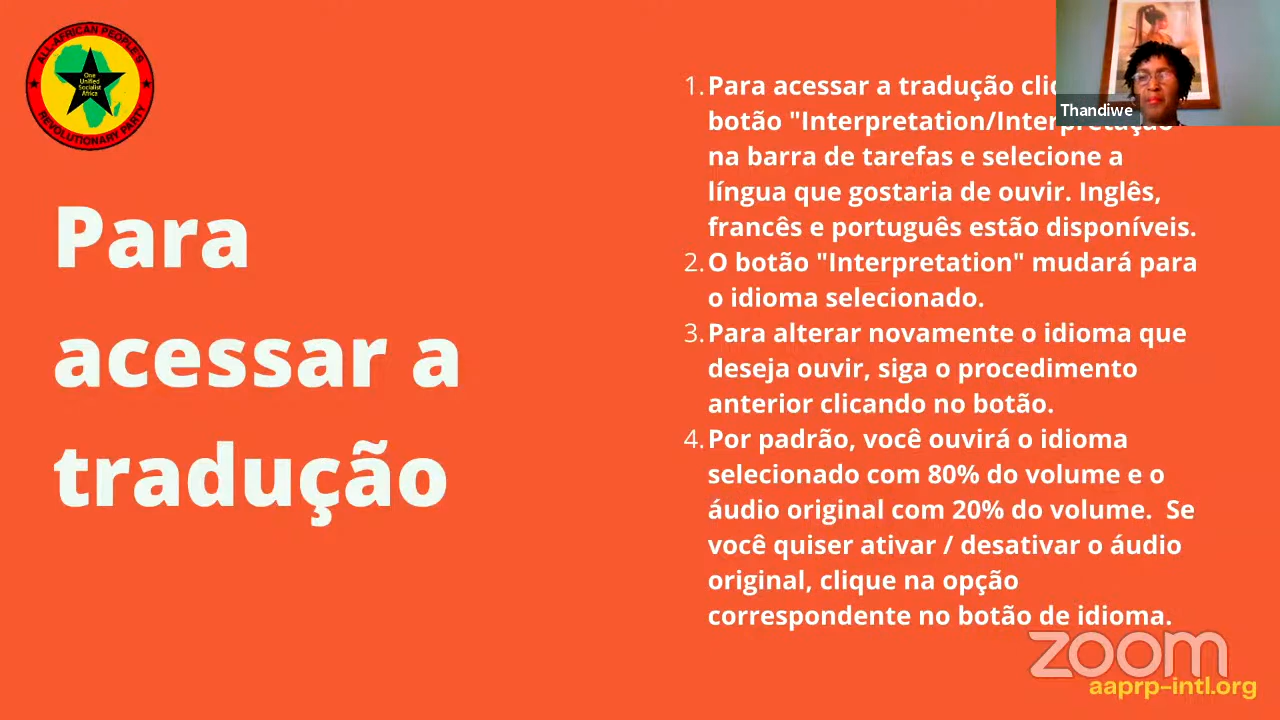 ALL-AFRICAN PEOPLES
One
Unified
Socialist
Africa
REVOLUTIONARY PARTY
Para
acessar a
tradução
1. Para acessar a tradução
botão "Interpretation/Interpretação
na barra de tarefas e selecione a
língua que gostaria de ouvir. Inglês,
francês e português estão disponíveis.
2. O botão "Interpretation" mudará para
o idioma selecionado.
3. Para alterar novamente o idioma que
deseja ouvir, siga o procedimento
anterior clicando no botão.
4. Por padrão, você ouvirá o idioma
selecionado com 80% do volume e o
áudio original com 20% do volume.  Se
você quiser ativar / desativar o áudio
original, clique na opção
correspondente no botão de idioma.
Thandiwe
zoom
aaprp-intl.org